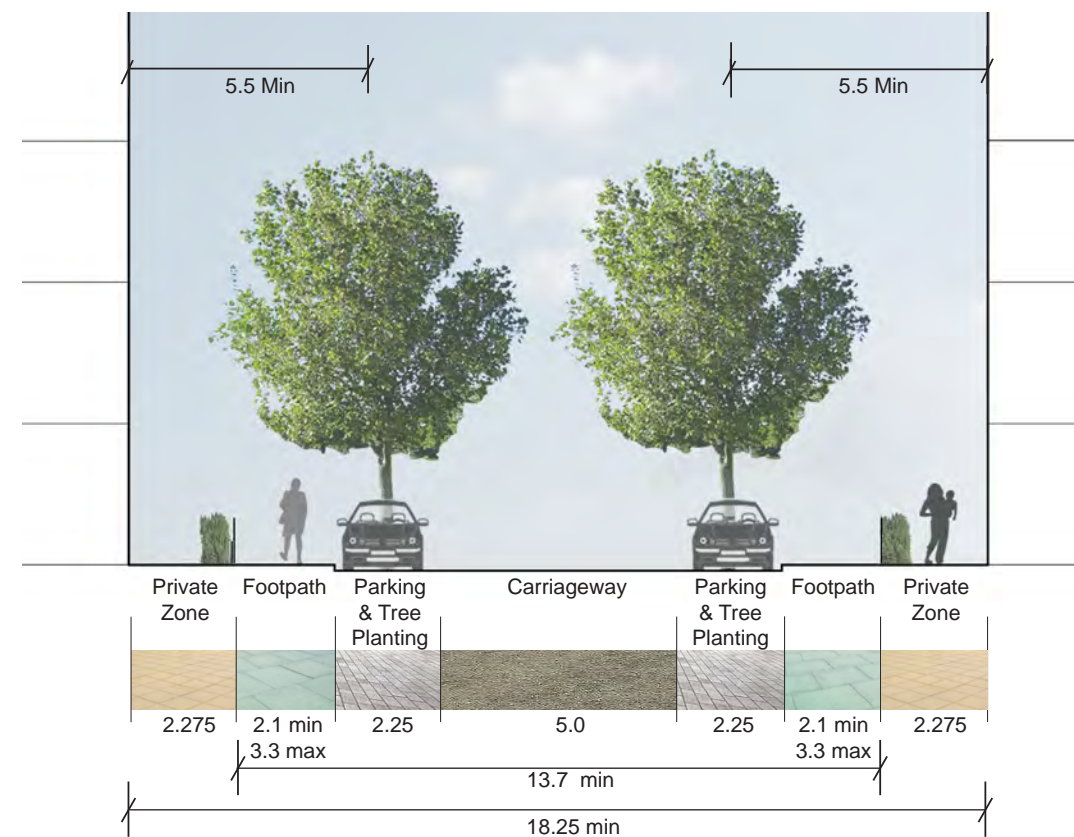 5.5 Min 5.5 Min
Private Zone
Footpath
Parking & Tree Planting
Carriageway
Parking & Tree Planting
Footpath
Private Zone
2.275
2.1 min
3.3 max
2.25
5.0
2.25
2.1 min
3.3 max
2.275
13.7 min
18.25 min